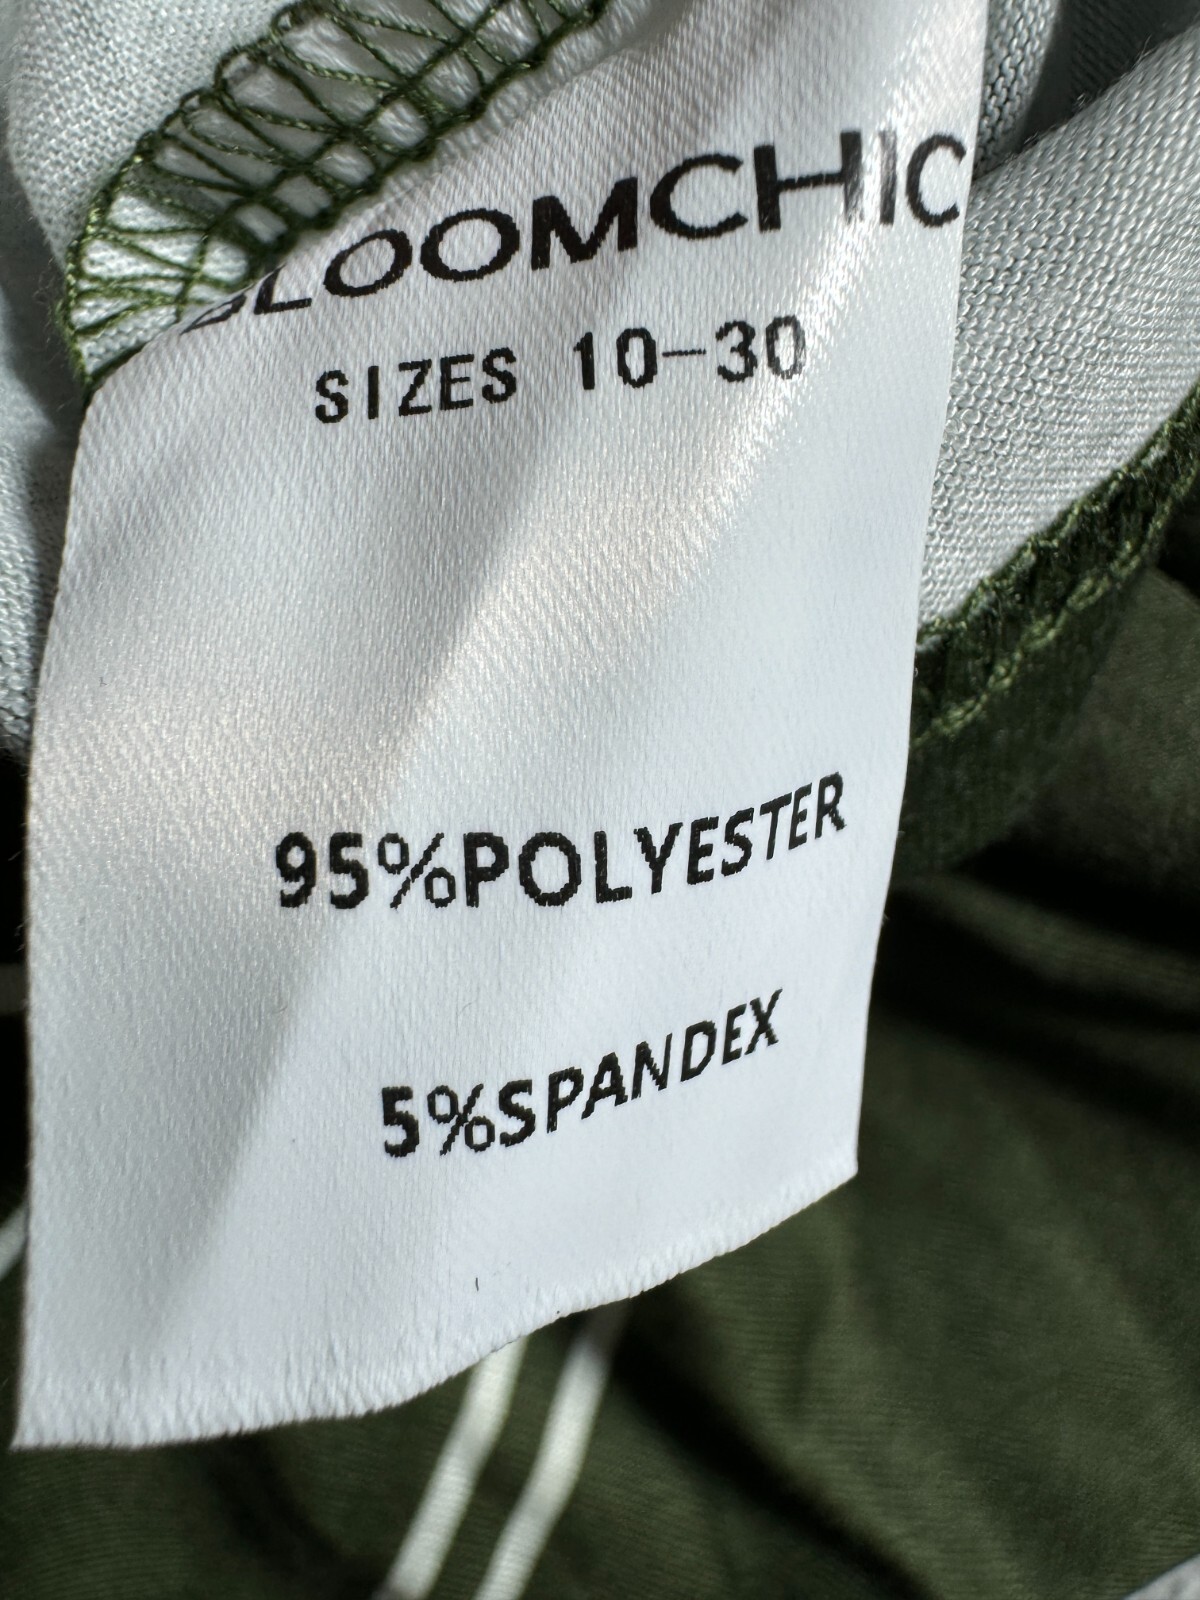 BLOOMCHIC
SIZES 10-30
95%POLYESTER
5%SPANDEX